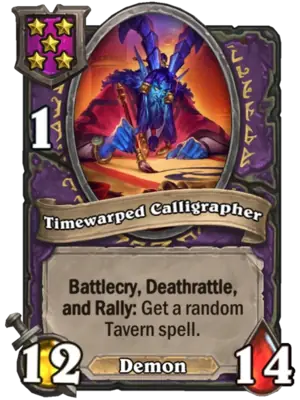 1
Timewarped Calligrapher
Battlecry, Deathrattle,
and Rally: Get a random
Tavern spell.
12
Demon
14